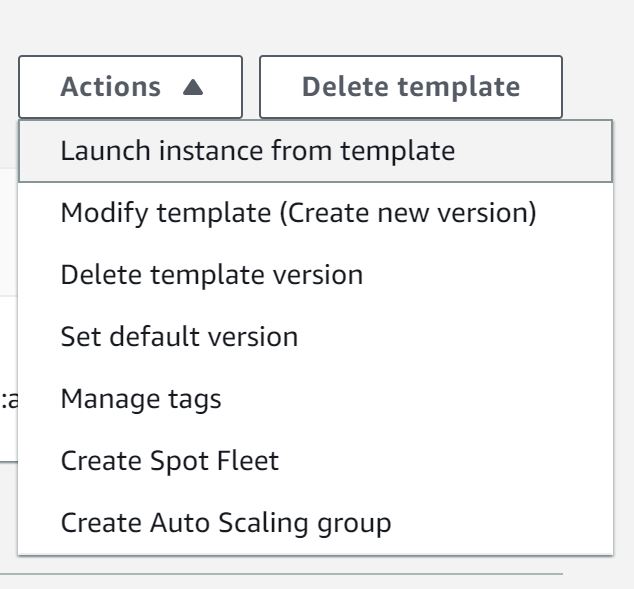 Actions ▲ Delete template
Launch instance from template
Modify template (Create new version)
Delete template version
Set default version
:a Manage tags
Create Spot Fleet
Create Auto Scaling group